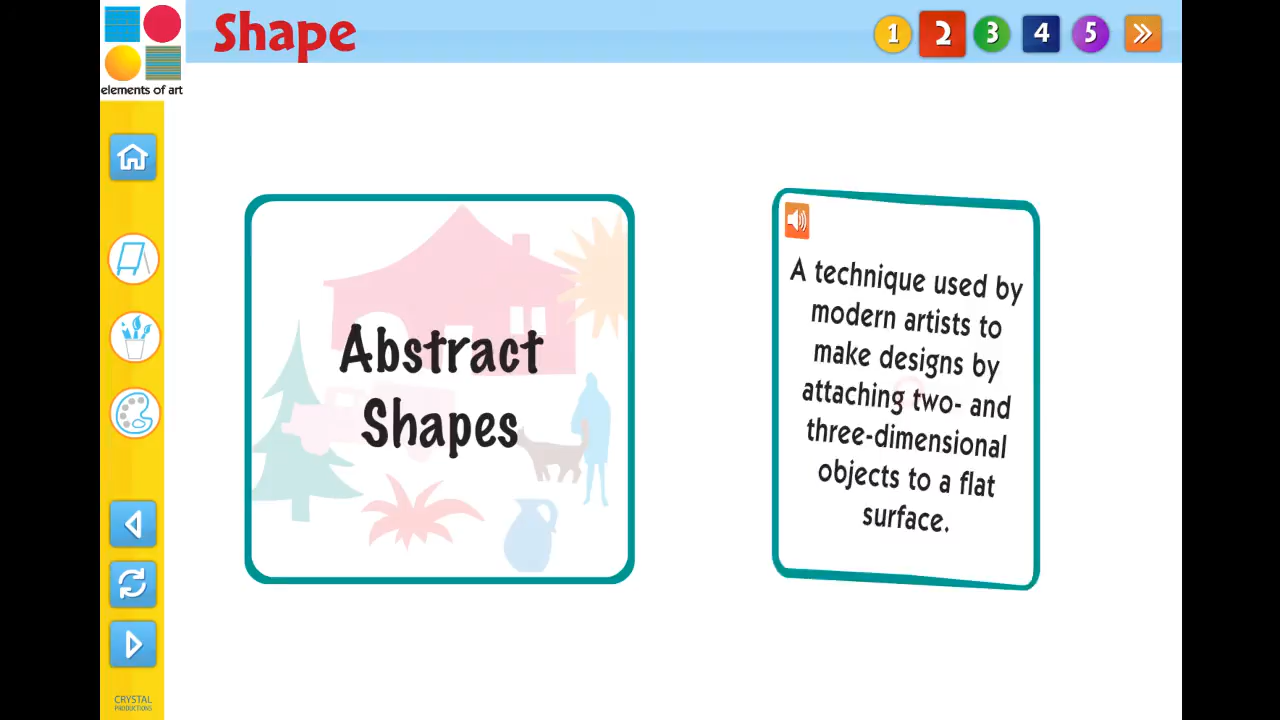 Shape
1 2 3 4 5
elements of art
Abstract
Shapes
A technique used by
modern artists to
make designs by
attaching two- and
three-dimensional
objects to a flat
surface.
CRYSTAL
PRODUCTIONS